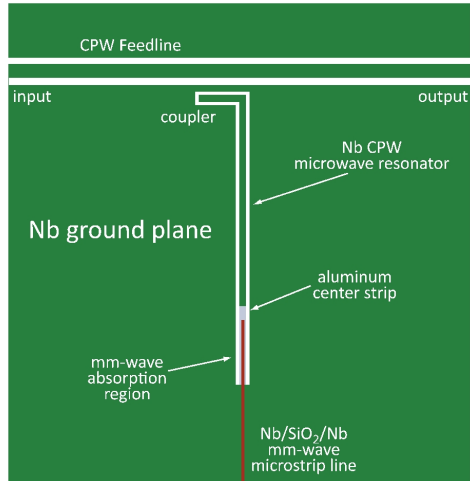 CPW Feedline
input
output
coupler
Nb CPW
microwave resonator
Nb ground plane
aluminum
center strip
mm-wave
absorption
region
Nb/SiO₂/Nb
mm-wave
microstrip line